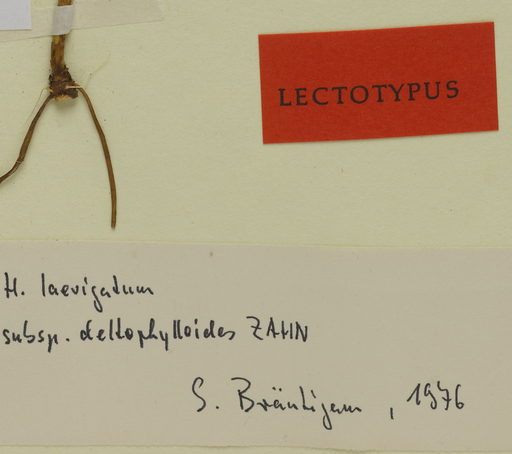 LECTOTYPUS
H. laevigatum
subsp. deltophylloides ZAHN
S. Bräutigam, 1976